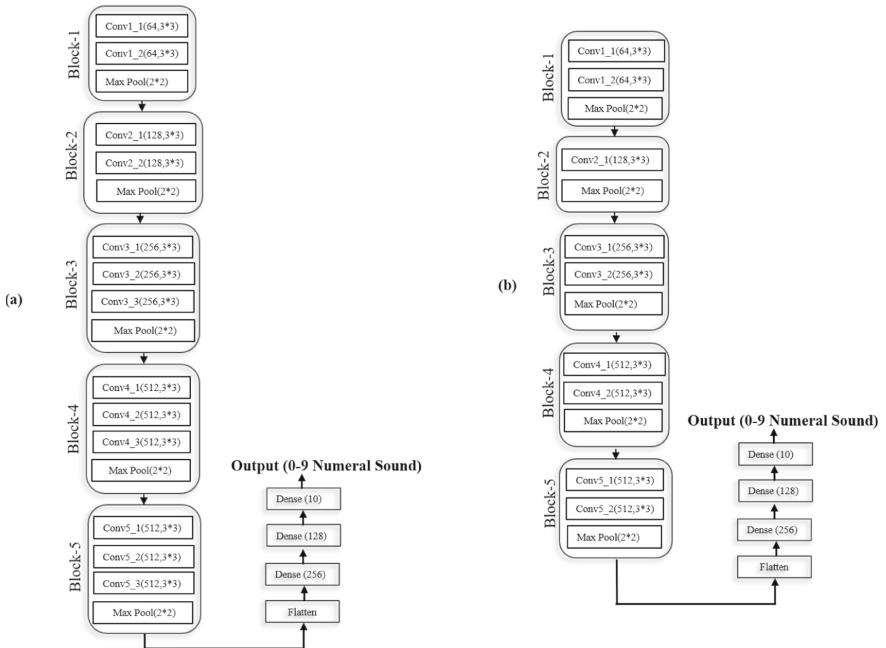 (a)
Block-1
Conv1_1(64,3*3)
Conv1_2(64,3*3)
Max Pool(2*2)
Block-2
Conv2_1(128,3*3)
Conv2_2(128,3*3)
Max Pool(2*2)
Block-3
Conv3_1(256,3*3)
Conv3_2(256,3*3)
Conv3_3(256,3*3)
Max Pool(2*2)
Block-4
Conv4_1(512,3*3)
Conv4_2(512,3*3)
Conv4_3(512,3*3)
Max Pool(2*2)
Block-5
Conv5_1(512,3*3)
Conv5_2(512,3*3)
Conv5_3(512,3*3)
Max Pool(2*2)
Output (0-9 Numeral Sound)
Dense (10)
Dense (128)
Dense (256)
Flatten
(b)
Block-1
Conv1_1(64,3*3)
Conv1_2(64,3*3)
Max Pool(2*2)
Block-2
Conv2_1(128,3*3)
Max Pool(2*2)
Block-3
Conv3_1(256,3*3)
Conv3_2(256,3*3)
Max Pool(2*2)
Block-4
Conv4_1(512,3*3)
Conv4_2(512,3*3)
Max Pool(2*2)
Block-5
Conv5_1(512,3*3)
Conv5_2(512,3*3)
Max Pool(2*2)
Output (0-9 Numeral Sound)
Dense (10)
Dense (128)
Dense (256)
Flatten